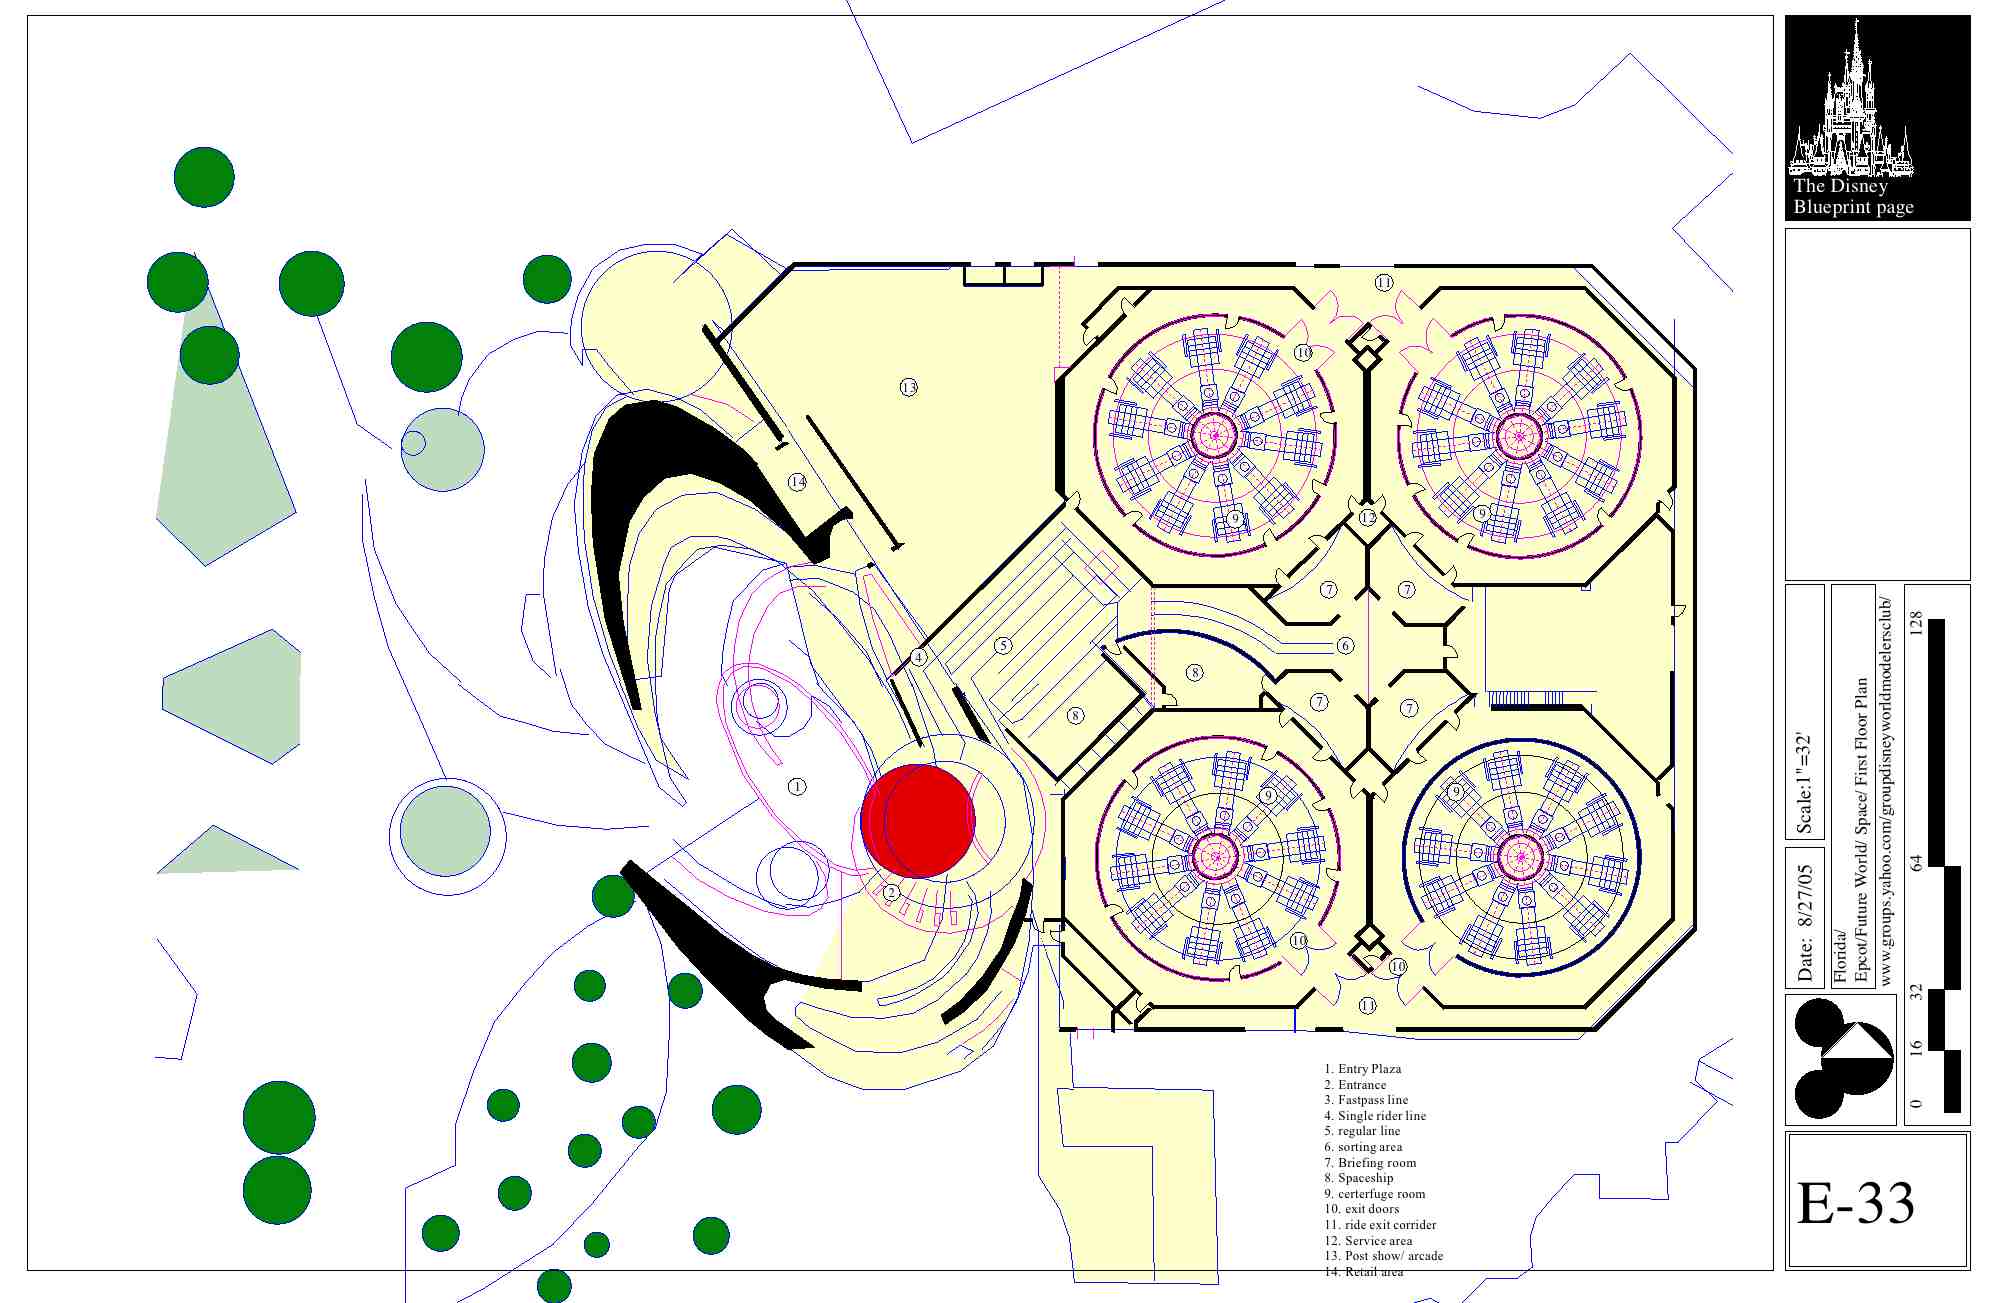 The Disney
Blueprint page
11
10
13
14
9
12
9
7
7
5
6
4
8
7
7
8
1
9
9
2
10
10
11
1. Entry Plaza
2. Entrance
3. Fastpass line
4. Single rider line
5. regular line
6. sorting area
7. Briefing room
8. Spaceship
9. certerfuge room
10. exit doors
11. ride exit corrider
12. Service area
13. Post show/ arcade
14. Retail area
Scale:1"=32'
Date: 8/27/05
Florida/
Epcot/Future World/ Space/ First Floor Plan
www.groups.yahoo.com/groupdisneyworldmodelersclub/
128
64
32
16
0
E-33